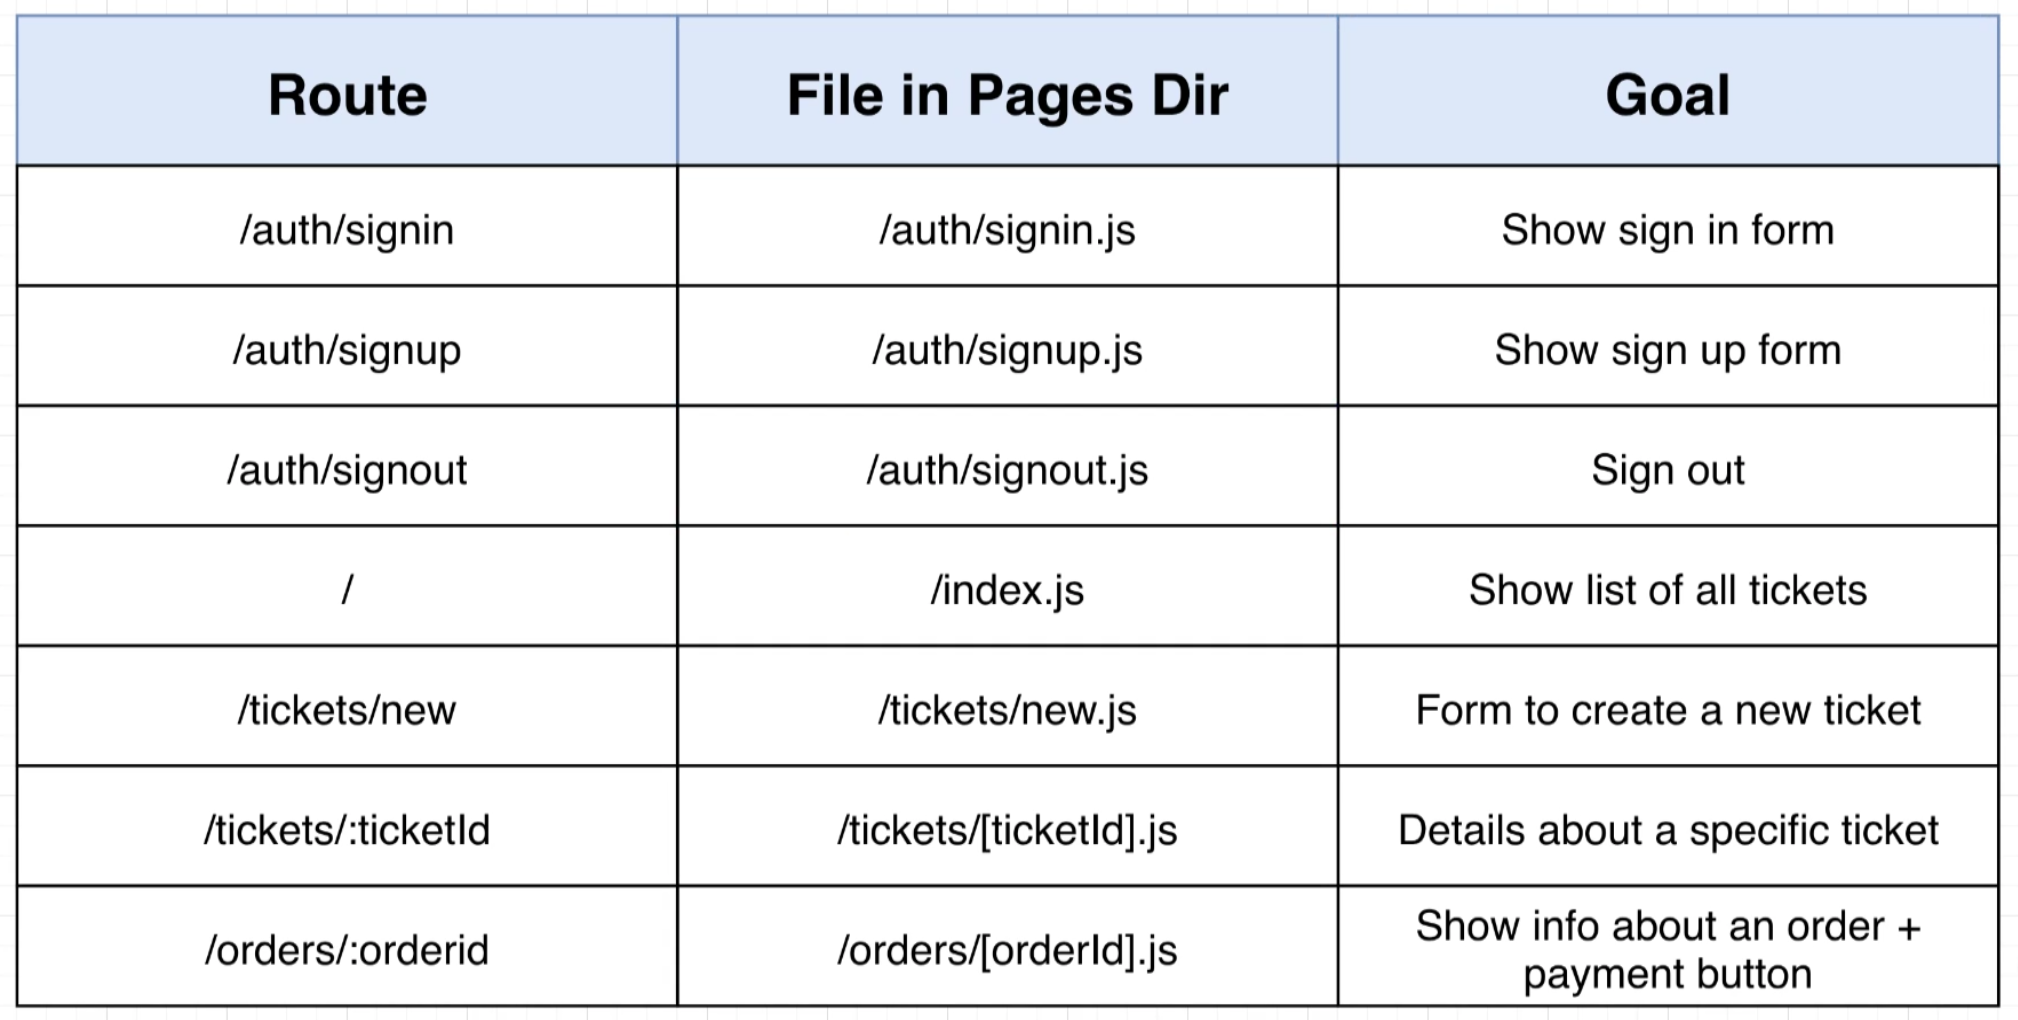 Route File in Pages Dir Goal
/auth/signin /auth/signin.js Show sign in form
/auth/signup /auth/signup.js Show sign up form
/auth/signout /auth/signout.js Sign out
/ /index.js Show list of all tickets
/tickets/new /tickets/new.js Form to create a new ticket
/tickets/:ticketId /tickets/[ticketId].js Details about a specific ticket
/orders/:orderid /orders/[orderId].js Show info about an order +
payment button